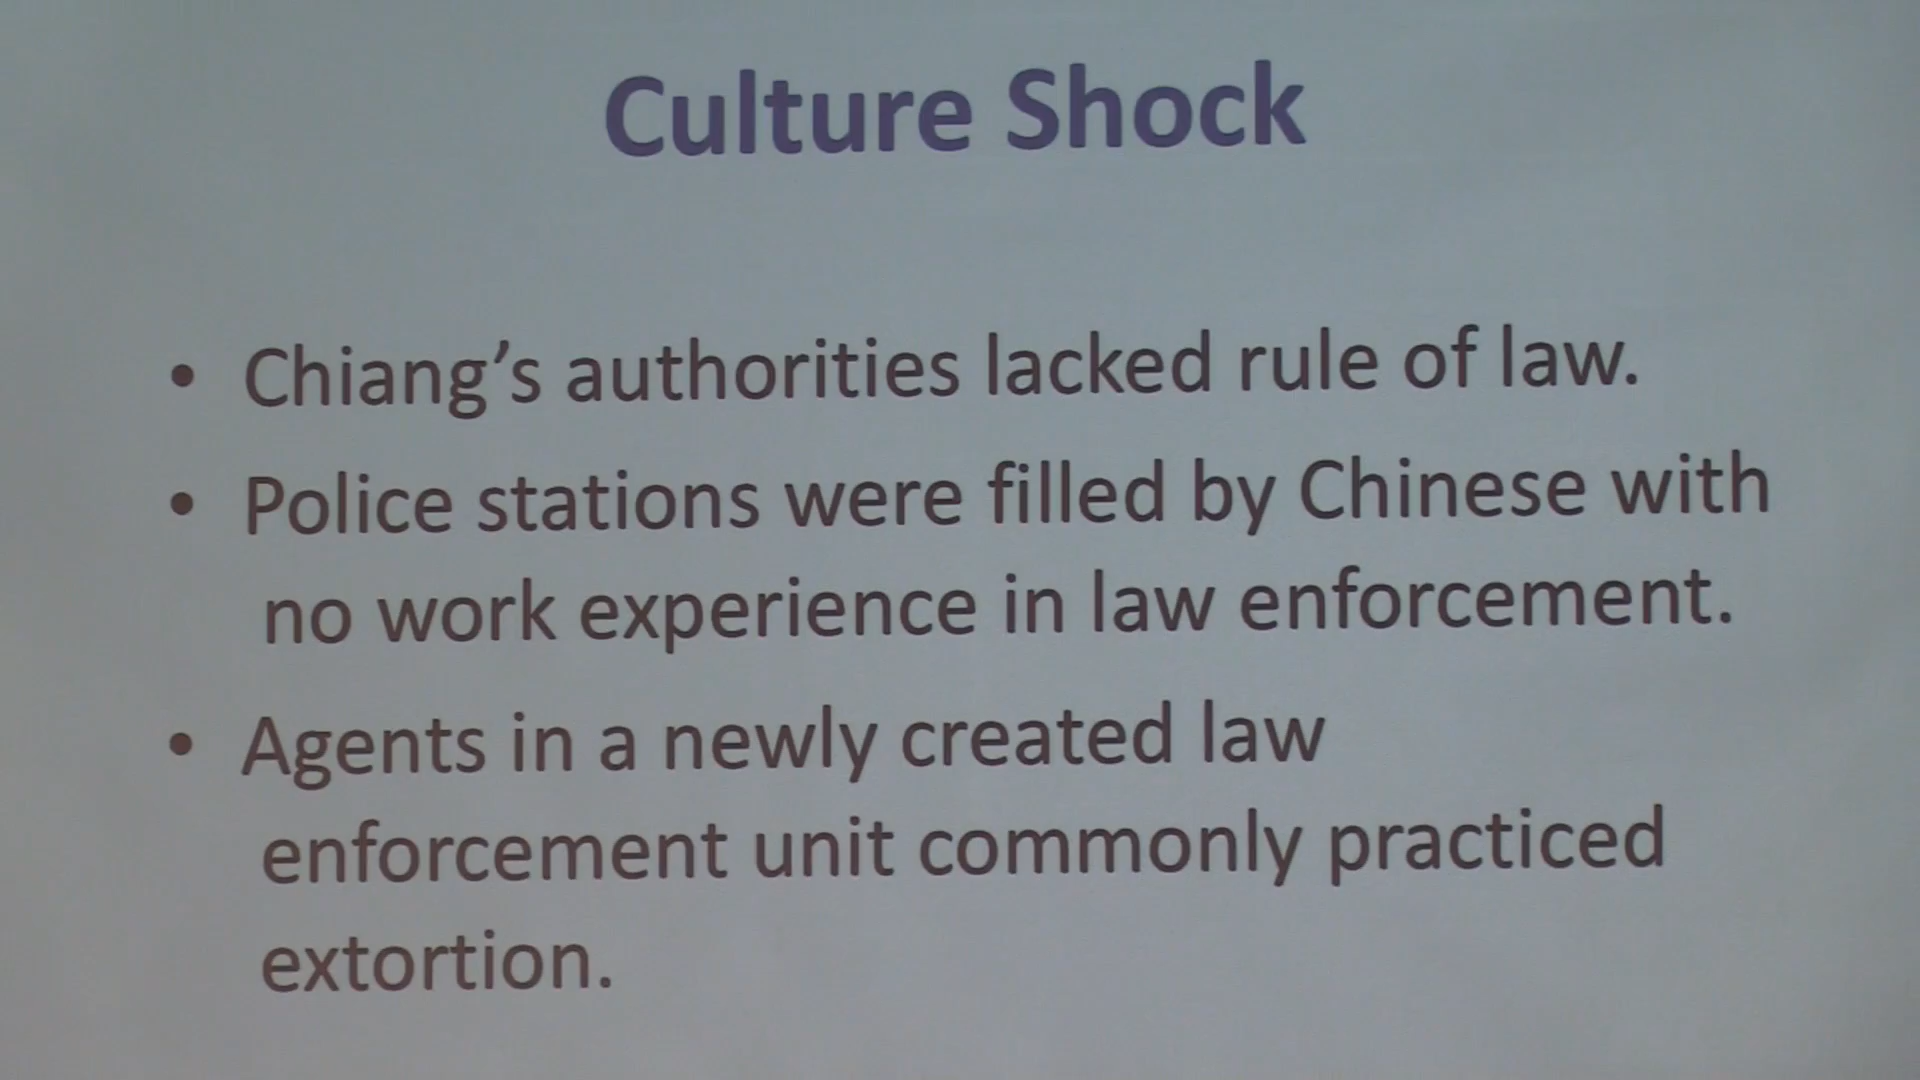 Culture Shock
• Chiang’s authorities lacked rule of law.
• Police stations were filled by Chinese with
no work experience in law enforcement.
• Agents in a newly created law
enforcement unit commonly practiced
extortion.